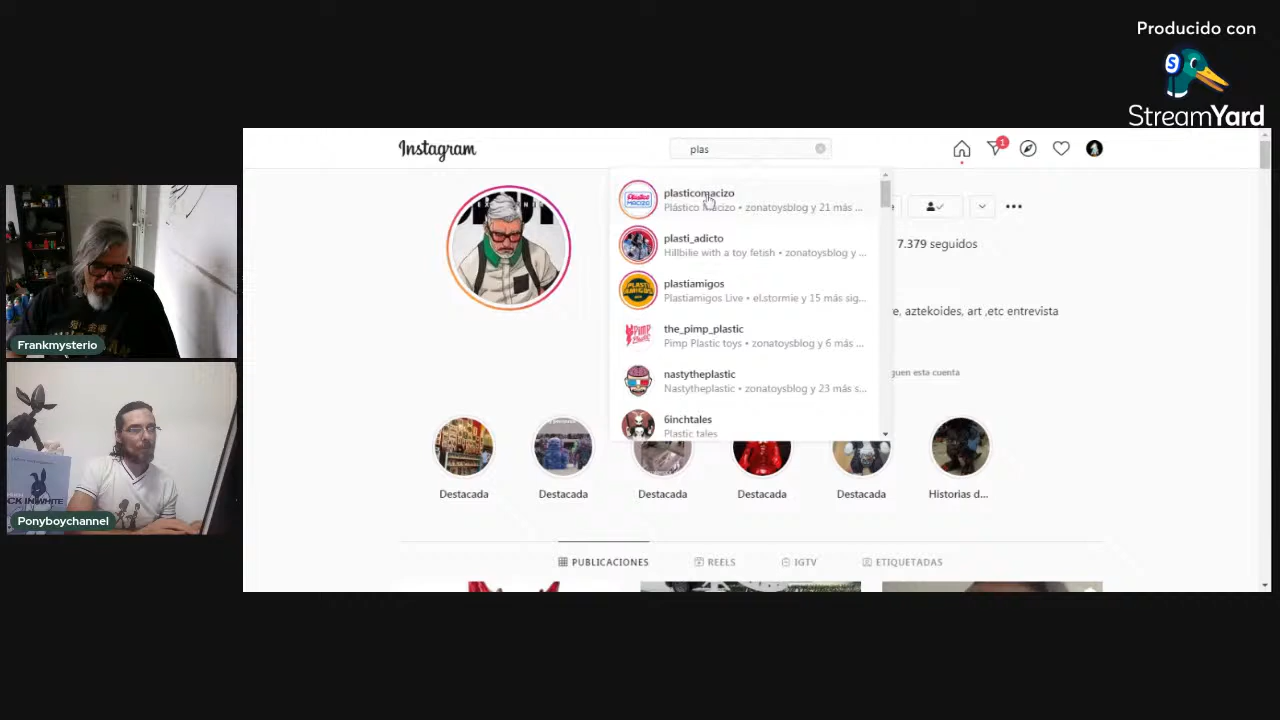 Producido con
StreamYard
Instagram
plas
1
plasticomacizo
Plástico Macizo • zonatoysblog y 21 más ...
plasti_adicto
Hillbilie with a toy fetish • zonatoysblog y ...
plastiamigos
Plastiamigos Live • el.stormie y 15 más sig...
the_pimp_plastic
Pimp Plastic toys • zonatoysblog y 6 más ...
nastytheplastic
Nastytheplastic • zonatoysblog y 23 más s...
6inchtales
Plastic tales
7.379 seguidos
, aztekoides, art ,etc entrevista
guen esta cuenta
Frankmysterio
Ponyboychannel
Destacada
Destacada
Destacada
Destacada
Destacada
Historias d...
PUBLICACIONES
REELS
IGTV
ETIQUETADAS